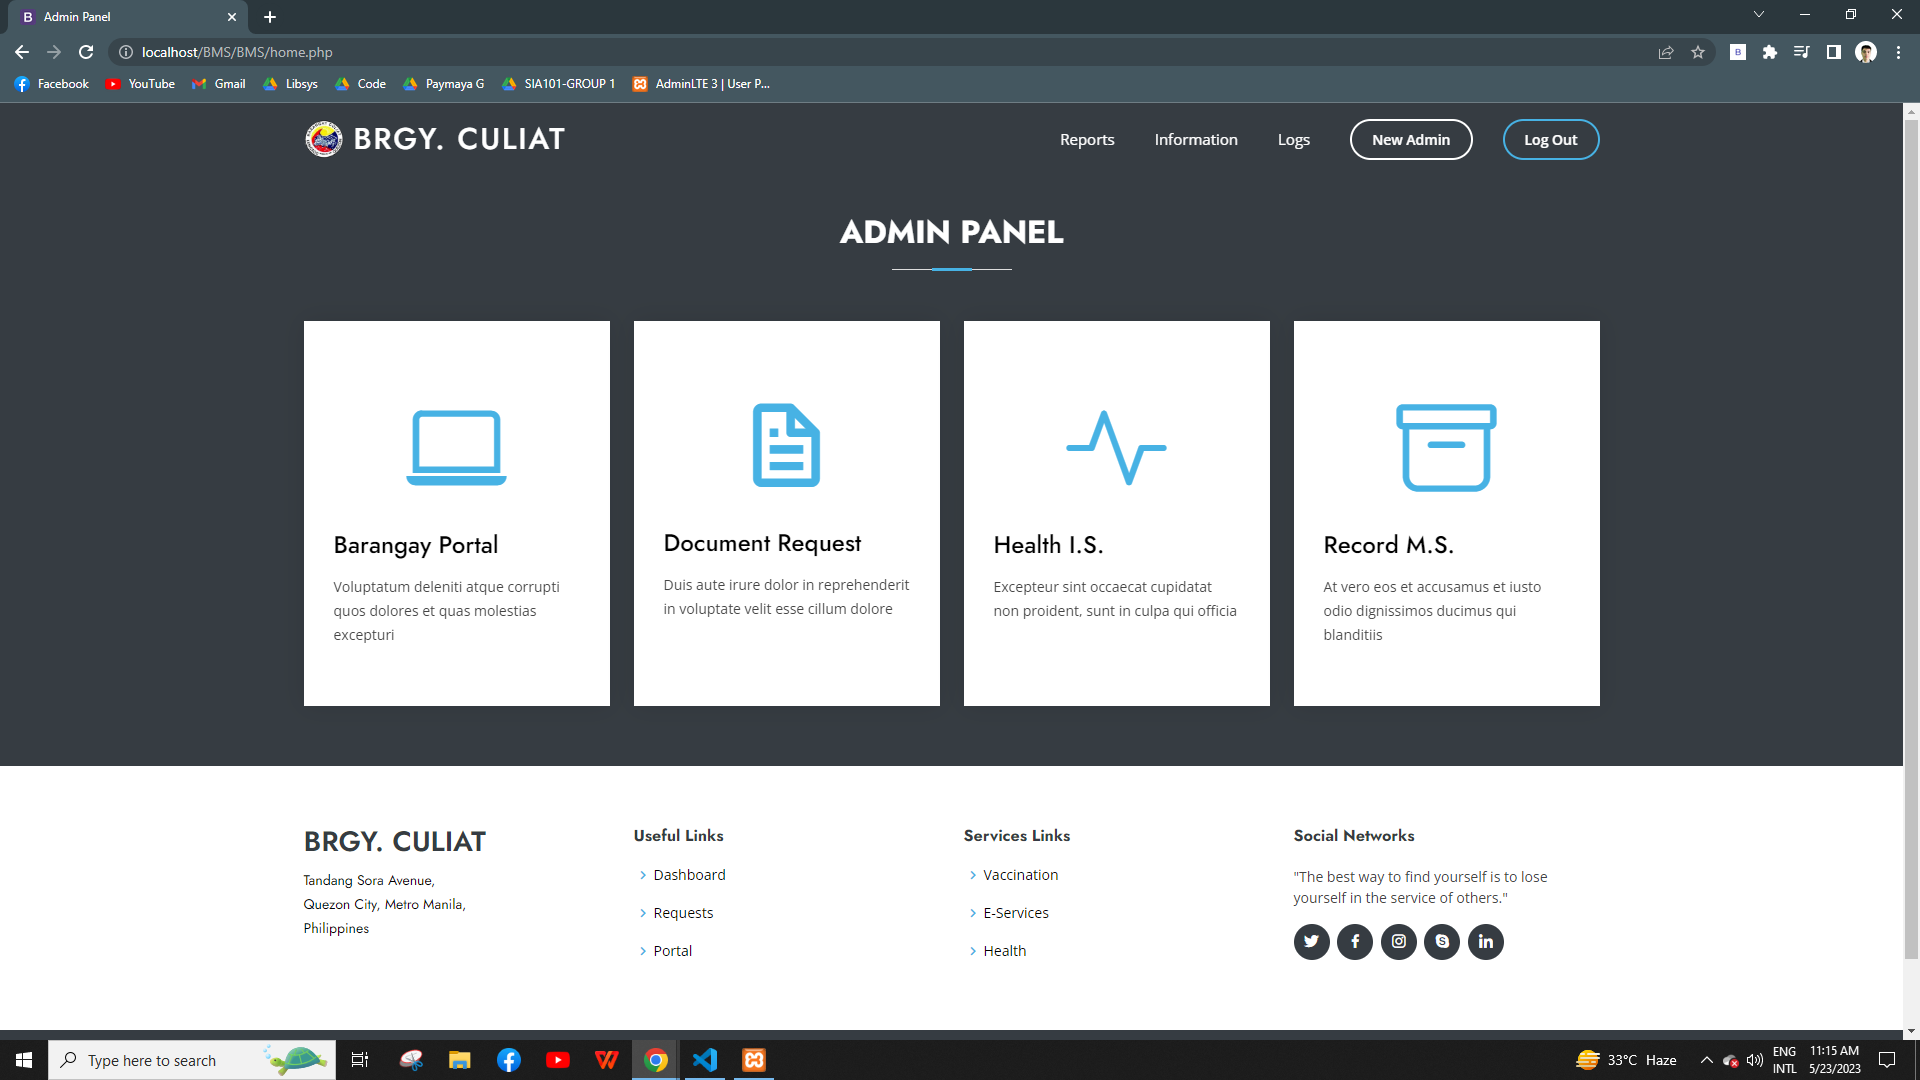 Admin Panel
localhost/BMS/BMS/home.php
Facebook
YouTube
Gmail
Libsys
Code
Paymaya G
SIA101-GROUP 1
AdminLTE 3 | User P...
BRGY. CULIAT
Reports
Information
Logs
New Admin
Log Out
ADMIN PANEL
Barangay Portal
Voluptatum deleniti atque corrupti
quos dolores et quas molestias
excepturi
Document Request
Duis aute irure dolor in reprehenderit
in voluptate velit esse cillum dolore
Health I.S.
Excepteur sint occaecat cupidatat
non proident, sunt in culpa qui officia
Record M.S.
At vero eos et accusamus et iusto
odio dignissimos ducimus qui
blanditiis
BRGY. CULIAT
Tandang Sora Avenue,
Quezon City, Metro Manila,
Philippines
Useful Links
Dashboard
Requests
Portal
Services Links
Vaccination
E-Services
Health
Social Networks
"The best way to find yourself is to lose
yourself in the service of others."
Type here to search
33°C Haze
ENG
INTL
11:15 AM
5/23/2023